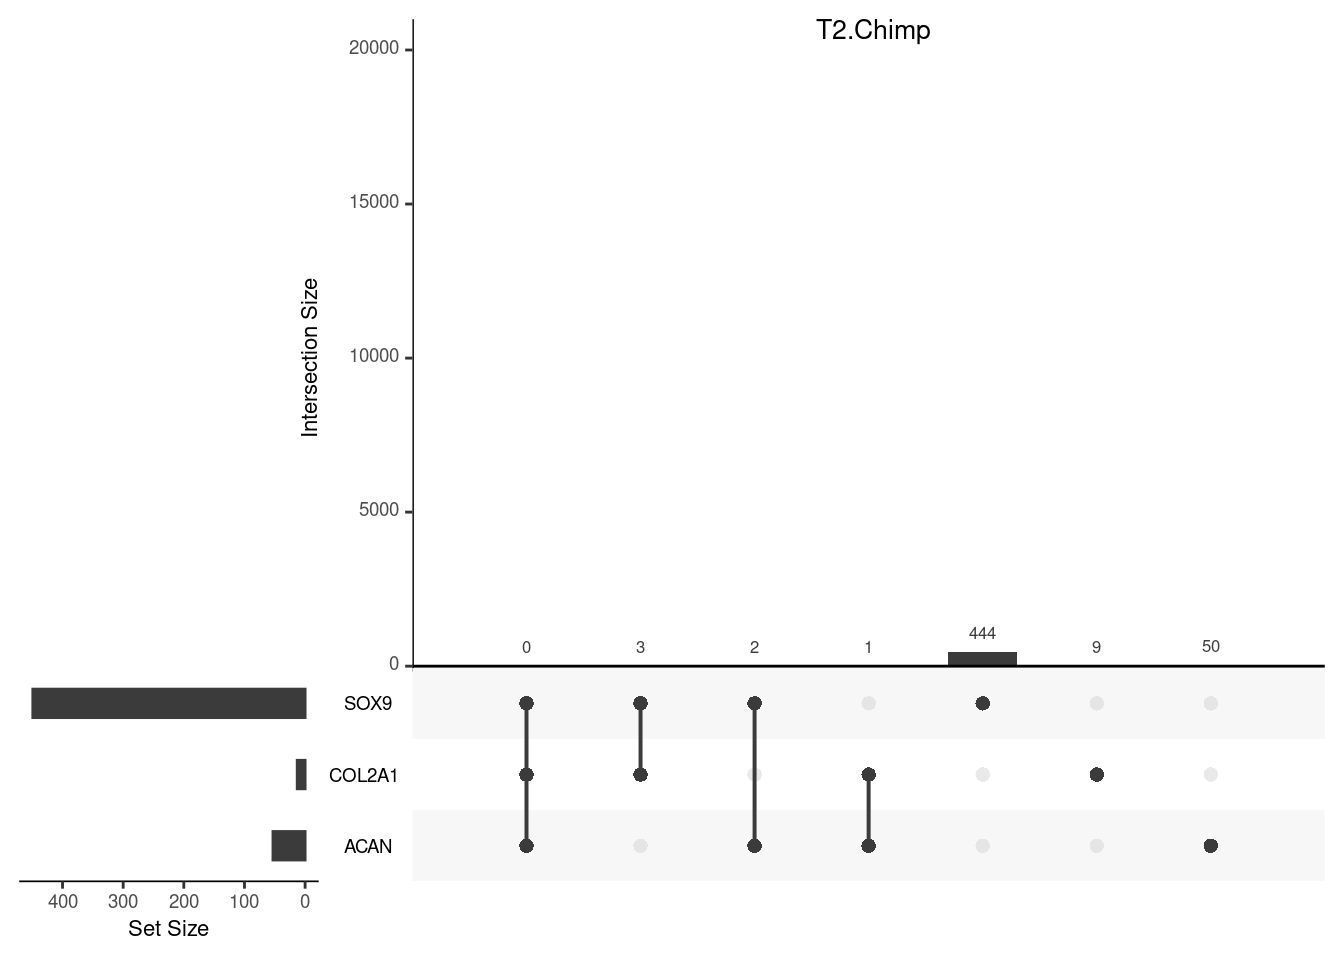 T2.Chimp
20000
15000
10000
5000
0
Intersection Size
0 3 2 1 444 9 50
SOX9
COL2A1
ACAN
400 300 200 100 0
Set Size